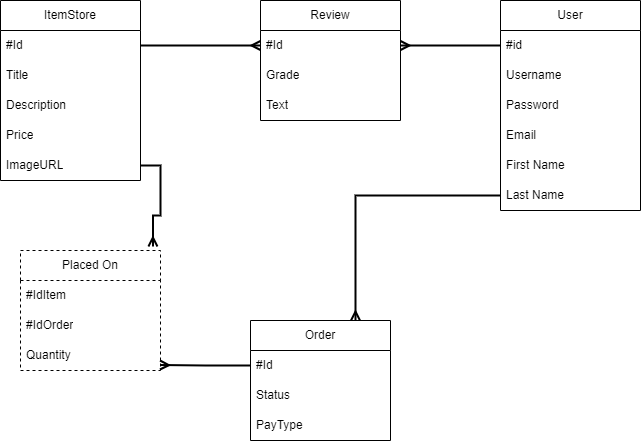 ItemStore
#Id
Title
Description
Price
ImageURL
Review
#Id
Grade
Text
User
#id
Username
Password
Email
First Name
Last Name
Placed On
#IdItem
#IdOrder
Quantity
Order
#Id
Status
PayType